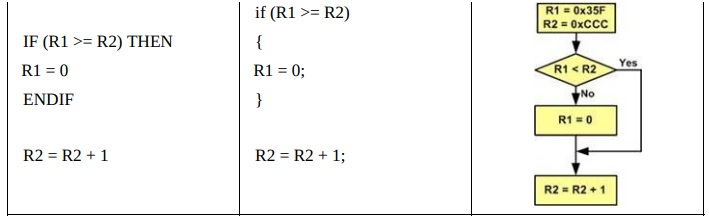 IF (R1 >= R2) THEN
R1 = 0
ENDIF
R2 = R2 + 1
if (R1 >= R2)
{
R1 = 0;
}
R2 = R2 + 1;
R1 = 0x35F
R2 = 0xCCC
R1 < R2
Yes
No
R1 = 0
R2 = R2 + 1